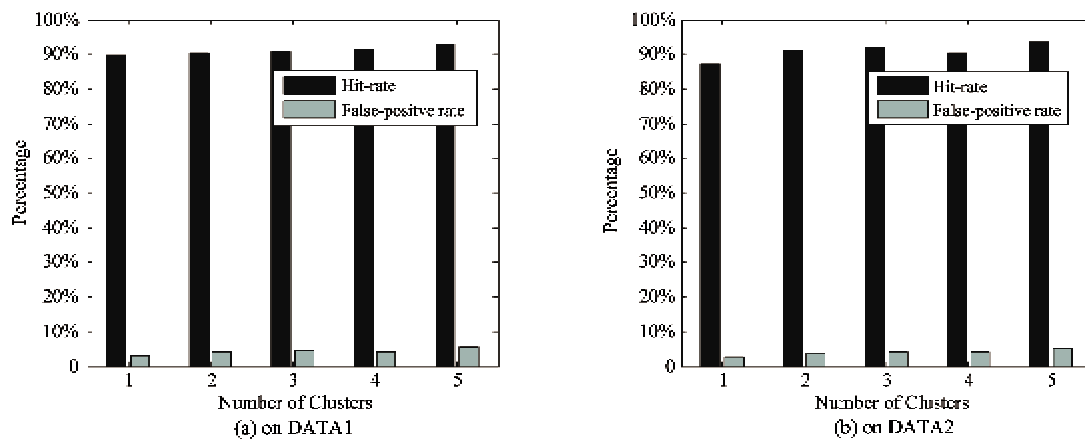 100%
90%
80%
70%
60%
50%
40%
30%
20%
10%
0
Percentage
Hit-rate
False-positve rate
1 2 3 4 5
Number of Clusters
(a) on DATA1
100%
90%
80%
70%
60%
50%
40%
30%
20%
10%
0
Percentage
Hit-rate
False-positve rate
1 2 3 4 5
Number of Clusters
(b) on DATA2